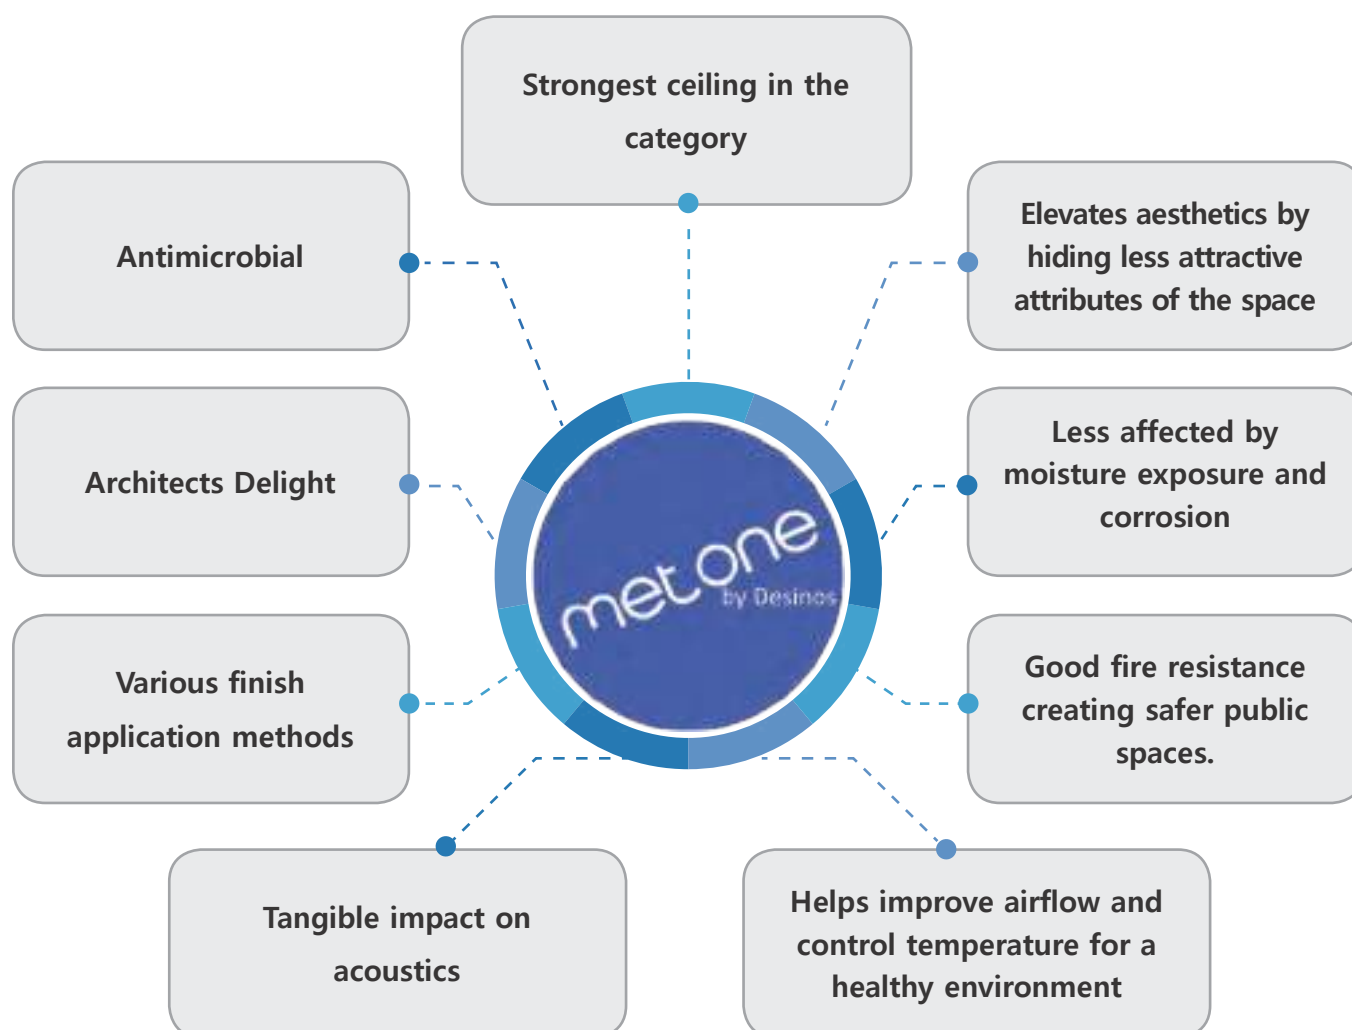 Strongest ceiling in the
category
Elevates aesthetics by
hiding less attractive
attributes of the space
Less affected by
moisture exposure and
corrosion
Good fire resistance
creating safer public
spaces.
Helps improve airflow and
control temperature for a
healthy environment
Tangible impact on
acoustics
Various finish
application methods
Architects Delight
Antimicrobial
met one
by Desinos